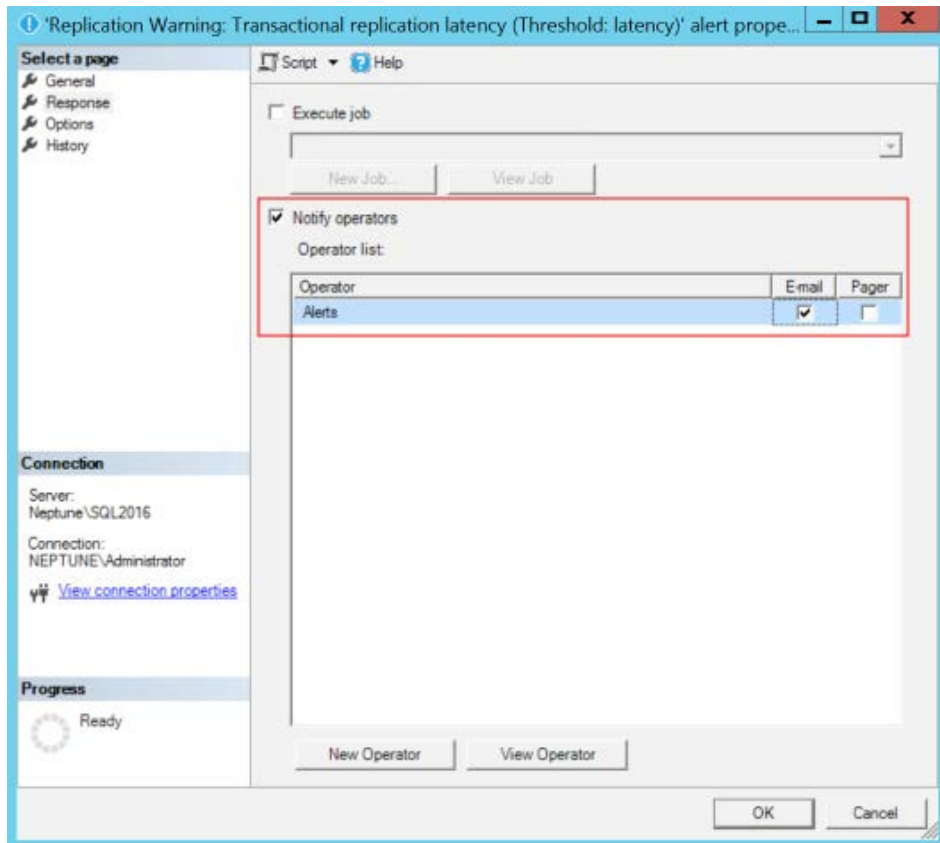 'Replication Warning: Transactional replication latency (Threshold: latency)' alert prope...
Select a page
General
Response
Options
History
Script Help
Execute job
New Job... View Job
Notify operators
Operator list:
Operator E-mail Pager
Alerts
Connection
Server:
Neptune\SQL2016
Connection:
NEPTUNE\Administrator
View connection properties
Progress
Ready
New Operator View Operator
OK Cancel